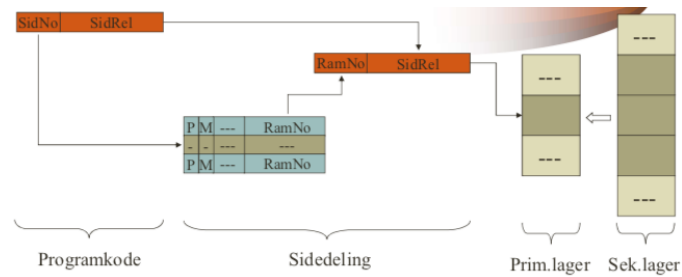 SidNo SidRel
RamNo SidRel
---
---
P M --- RamNo
- - --- ---
P M --- RamNo
---
---
Programkode
Sidedeling
Prim.lager
Sek.lager